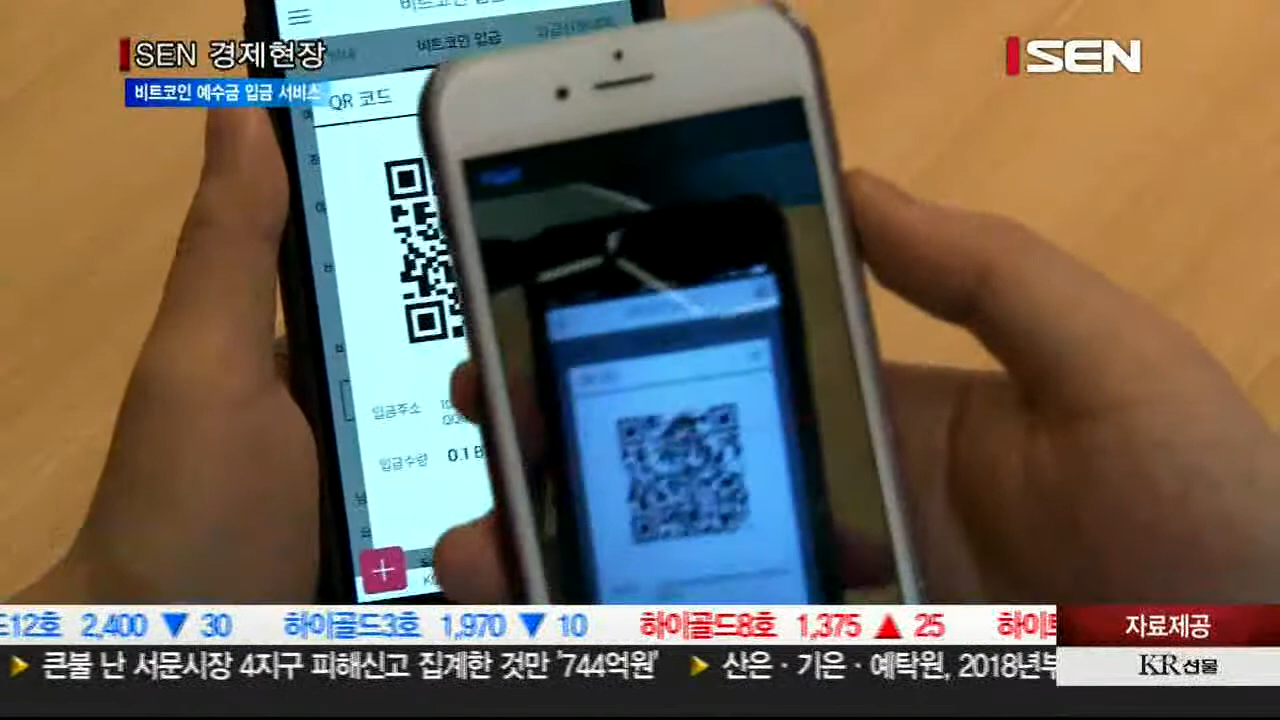 SEN 경제현장
SEN
비트코인 예수금 입금 서비스
비트코인 입금
QR 코드
입금주소
입금수량 0.1 B
12호 2,400 ▼ 30 하이골드3호 1,970 ▼ 10 하이골드8호 1,375 ▲ 25
자료제공
큰불 난 서문시장 4지구 피해신고 집계한 것만 '744억원' 산은·기은·예탁원, 2018년부
KR선물